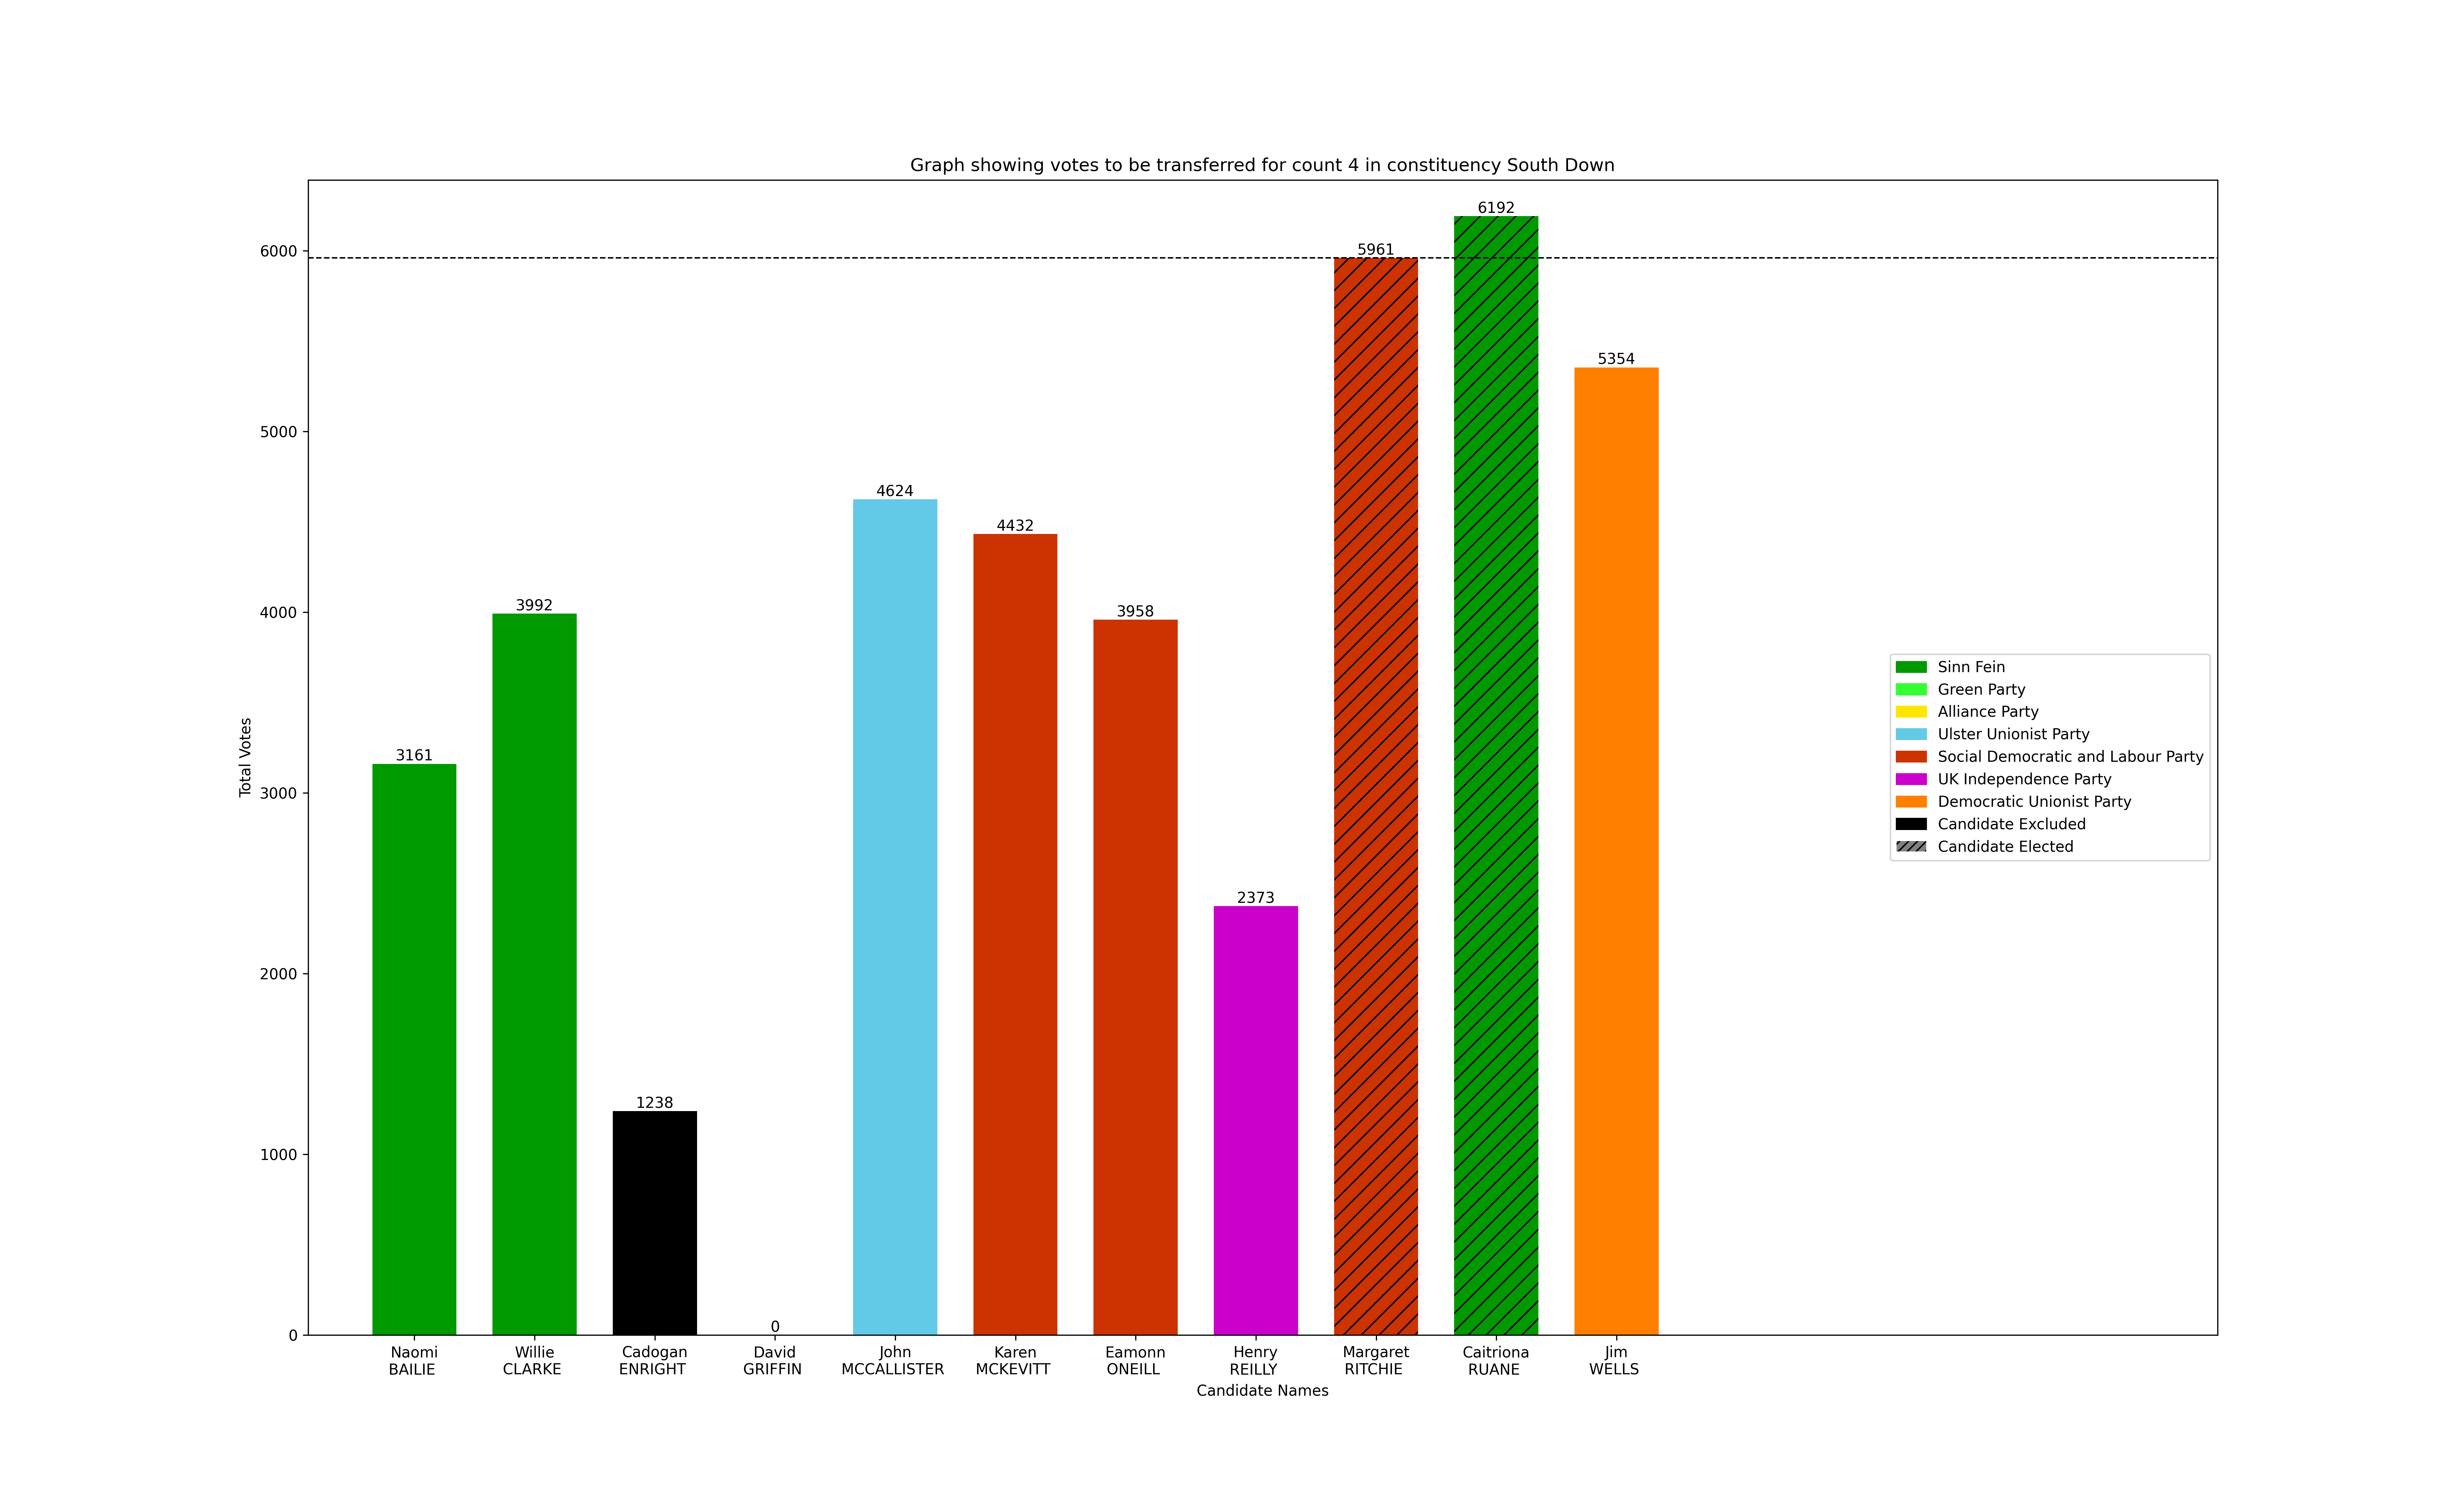 Graph showing votes to be transferred for count 4 in constituency South Down
Total Votes
6000
5000
4000
3000
2000
1000
0
3161
3992
1238
0
4624
4432
3958
2373
5961
6192
5354
Naomi
BAILIE
Willie
CLARKE
Cadogan
ENRIGHT
David
GRIFFIN
John
MCCALLISTER
Karen
MCKEVITT
Eamonn
ONEILL
Henry
REILLY
Margaret
RITCHIE
Caitriona
RUANE
Jim
WELLS
Candidate Names
Sinn Fein
Green Party
Alliance Party
Ulster Unionist Party
Social Democratic and Labour Party
UK Independence Party
Democratic Unionist Party
Candidate Excluded
Candidate Elected